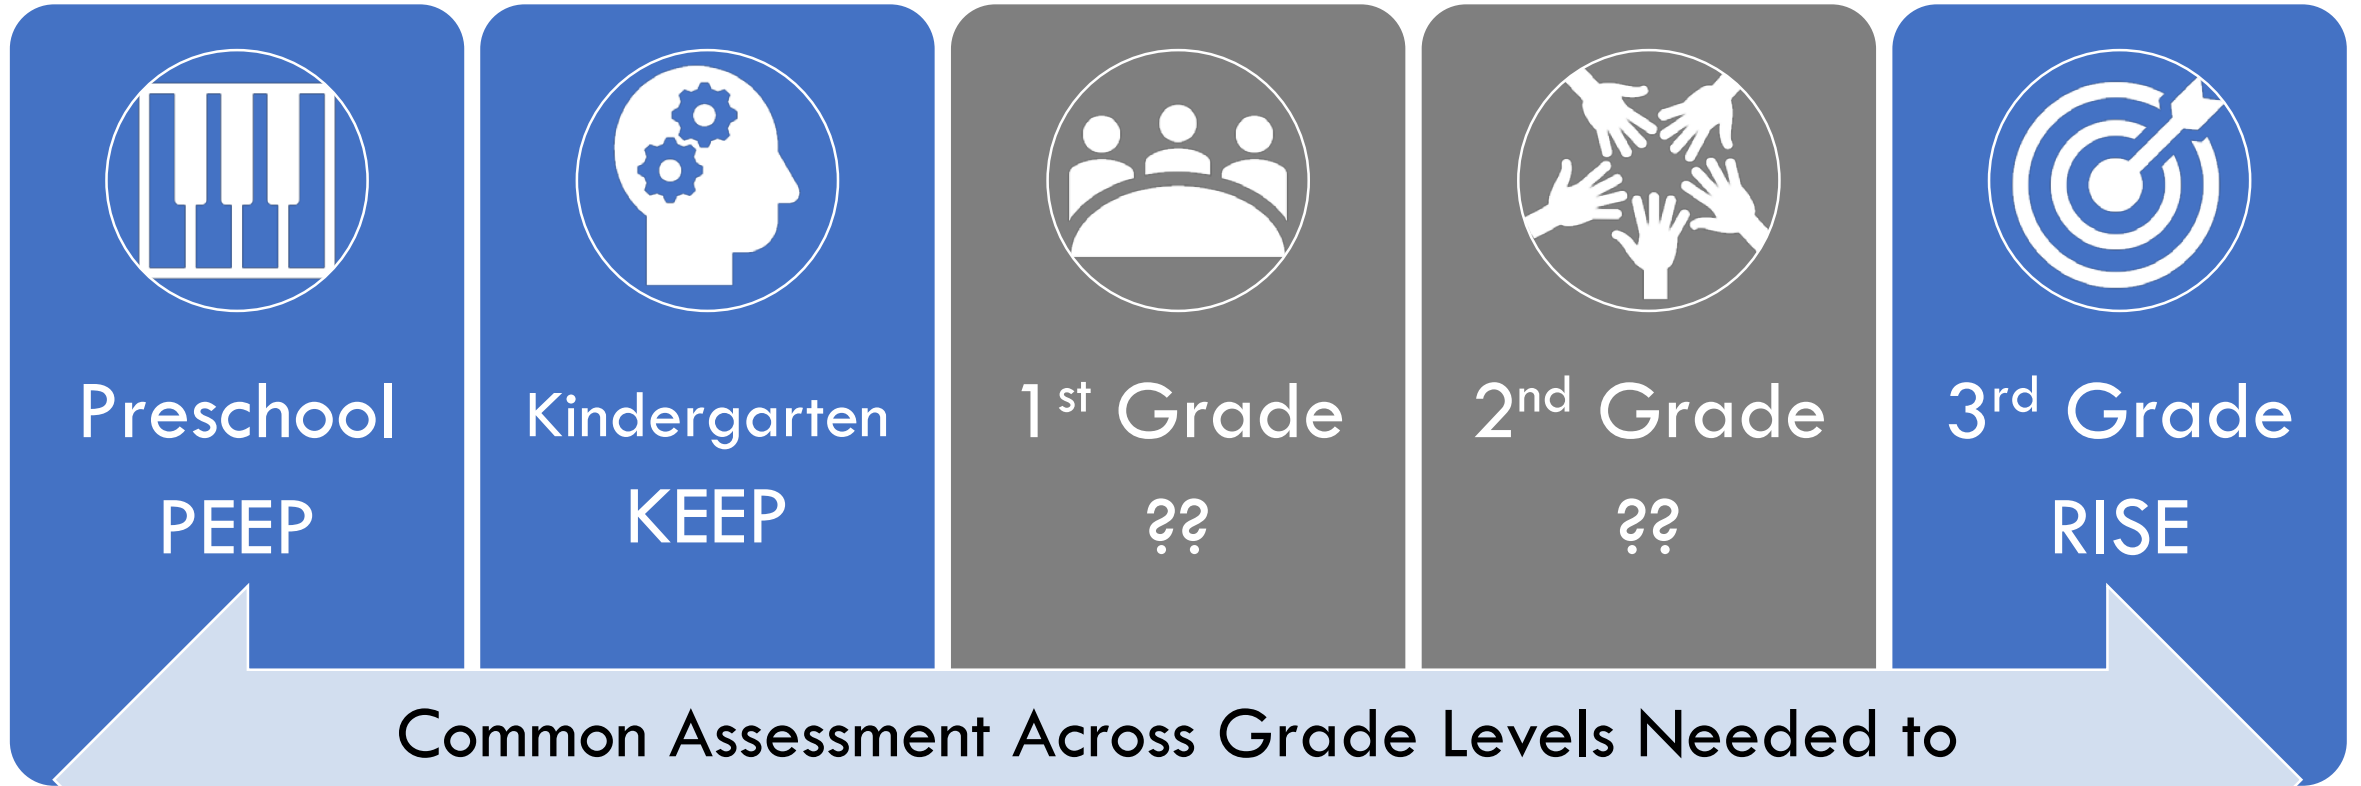 Preschool
PEEP
Kindergarten
KEEP
1st Grade
??
2nd Grade
??
3rd Grade
RISE
Common Assessment Across Grade Levels Needed to